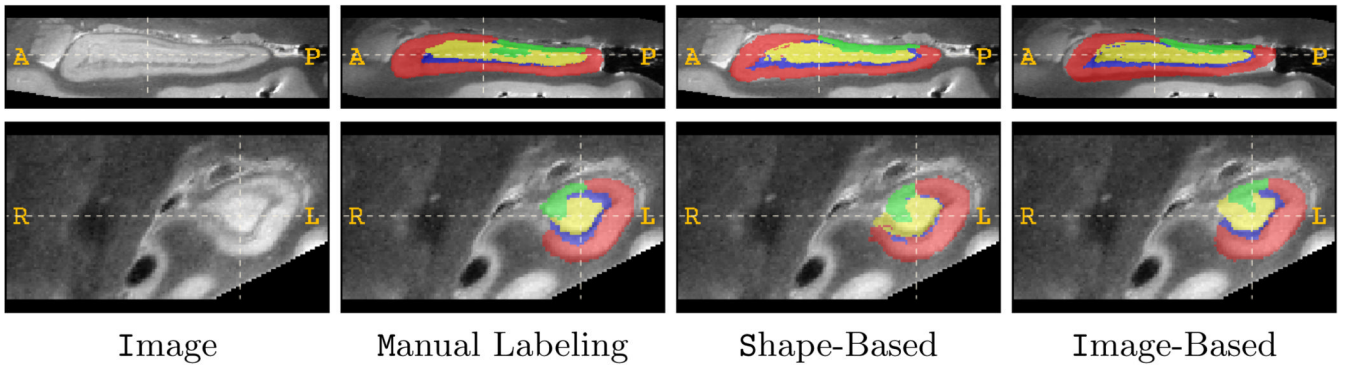 A P A P A P A P
R L R L R L R L
Image Manual Labeling Shape-Based Image-Based